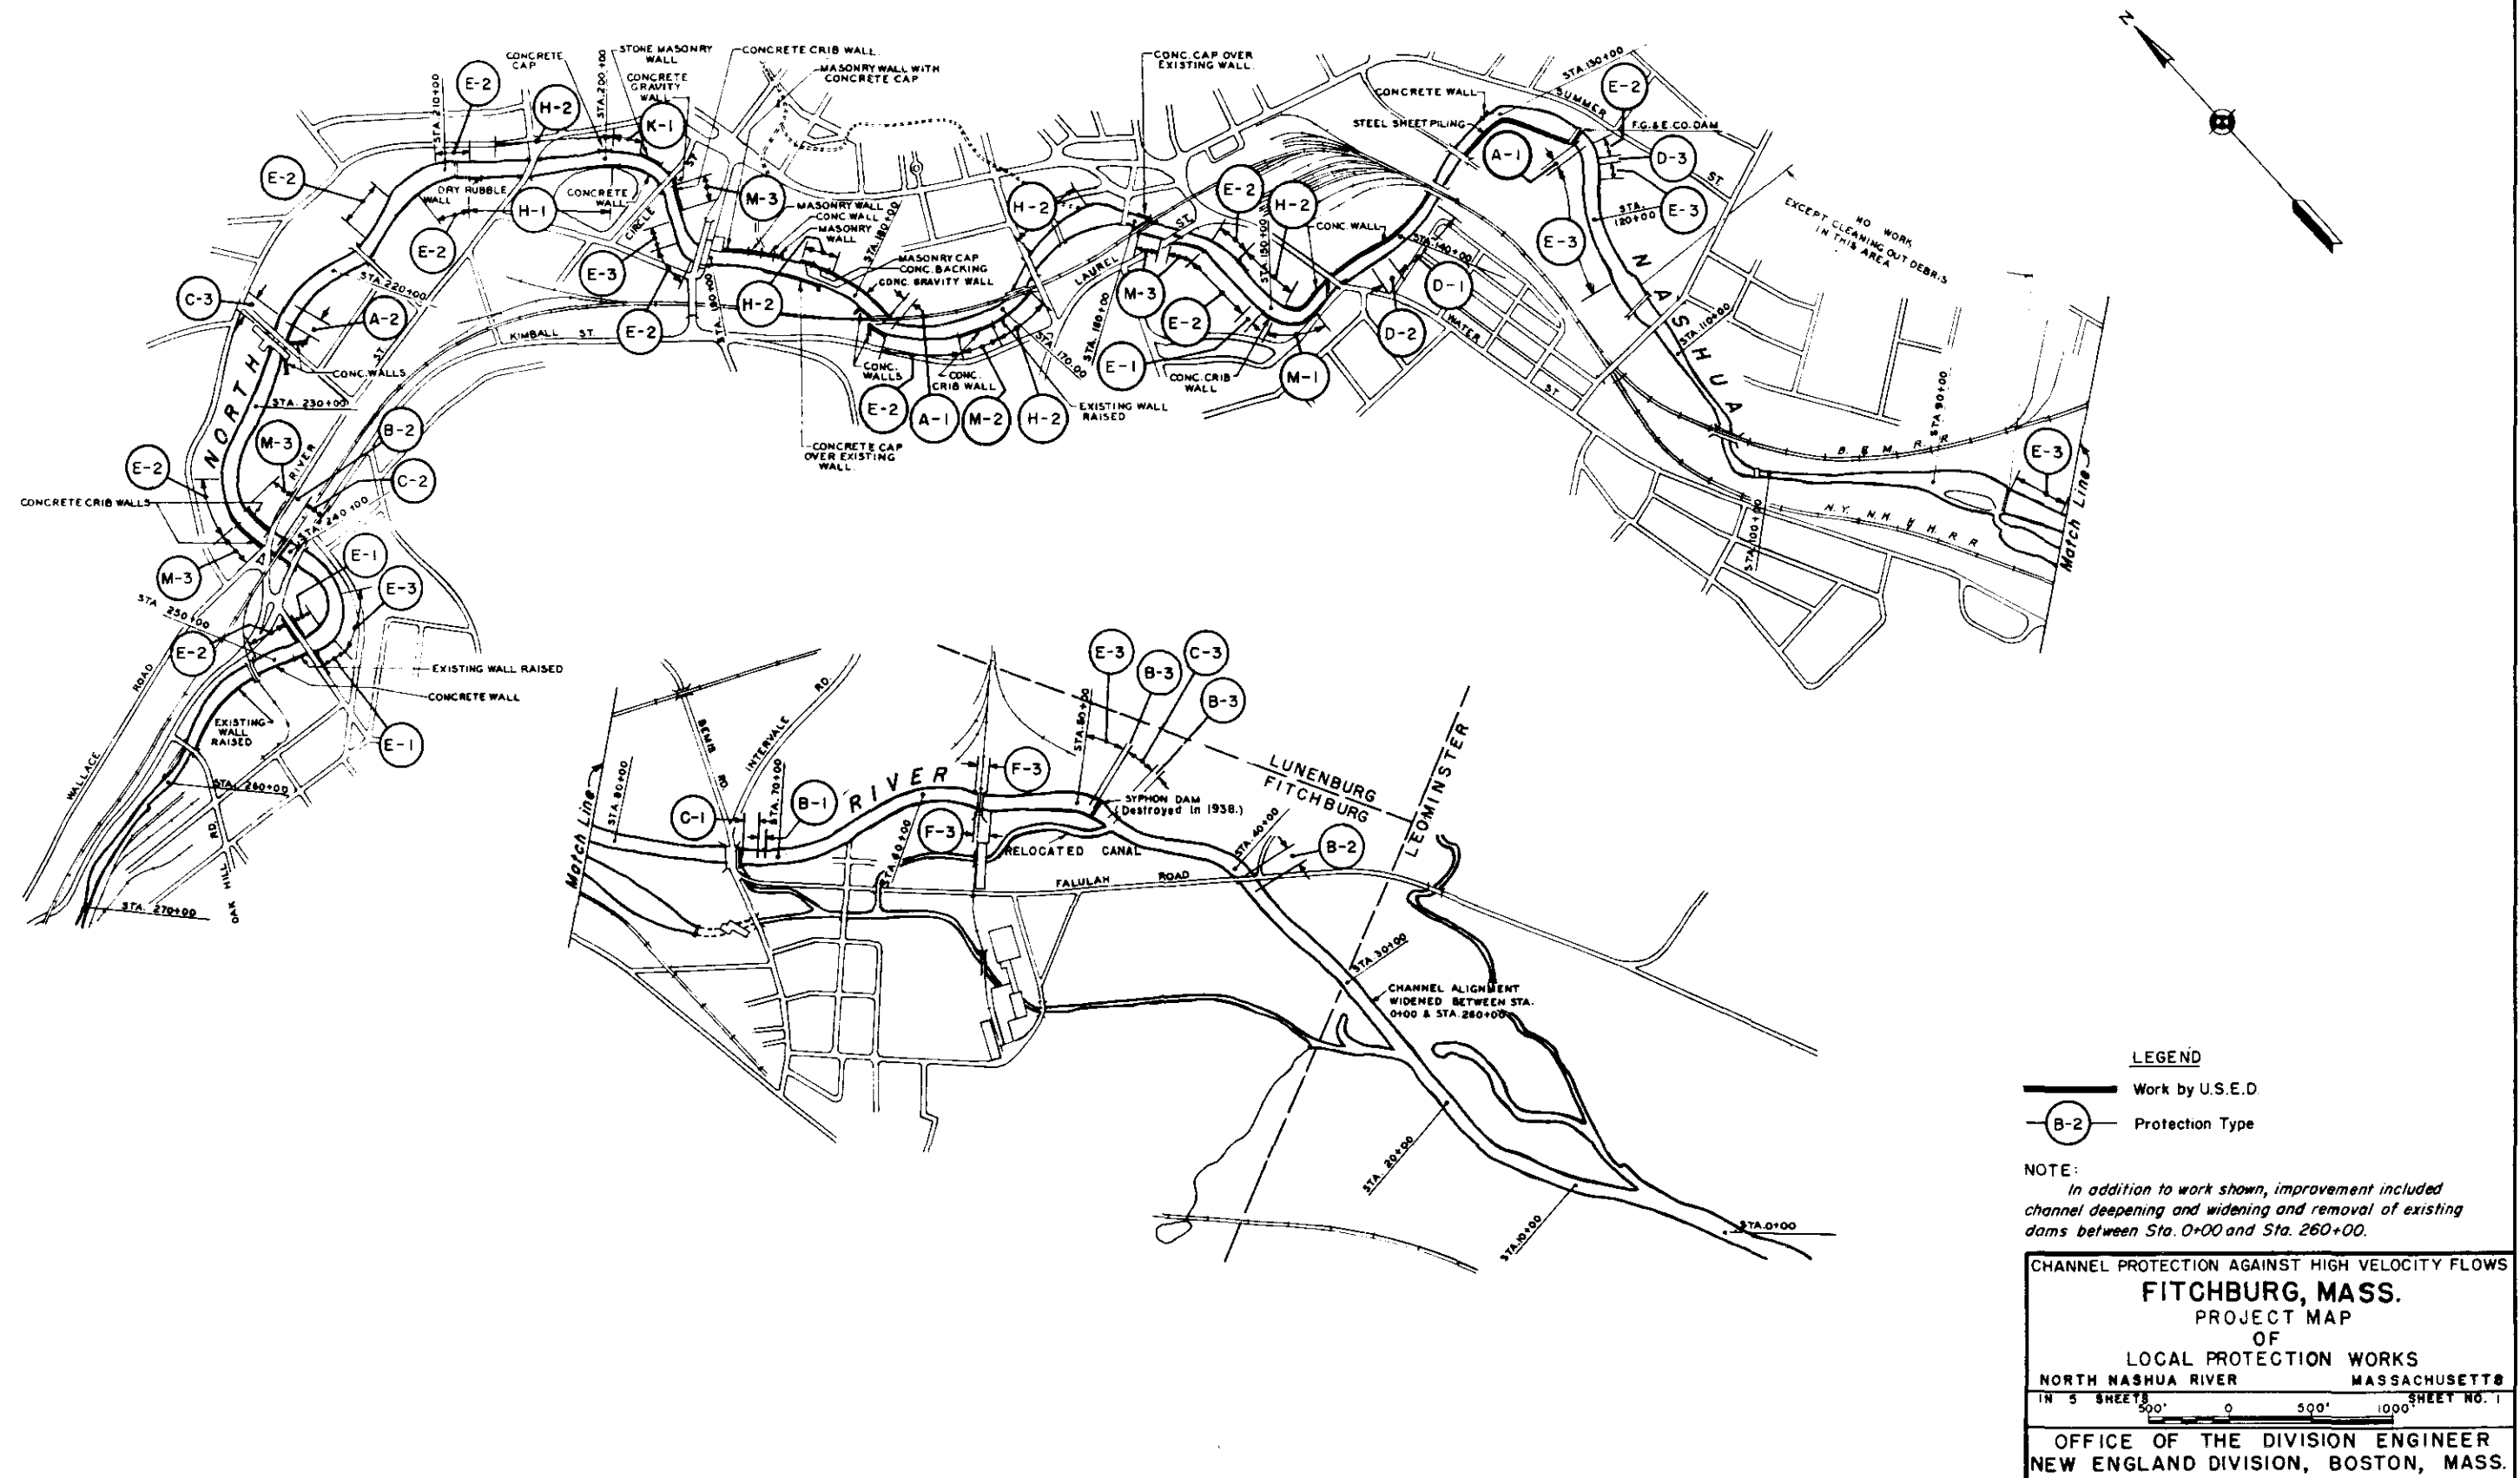 N
CONCRETE
CAP
STONE MASONRY
WALL
CONCRETE CRIB WALL
MASONRY WALL WITH
CONCRETE CAP
CONCRETE
GRAVITY
WALL
STA. 210+00
STA. 200+00
E-2
H-2
K-1
CONC. CAP OVER
EXISTING WALL
STA. 130+00
SUMMER
ST.
CONCRETE WALL
STEEL SHEET PILING
E-2
F.G. & E. CO. DAM
A-1
D-3
E-3
STA.
120+00
E-3
NO WORK
EXCEPT CLEANING OUT DEBRIS
IN THIS AREA
E-2
DRY RUBBLE
WALL
H-1
CONCRETE
WALL
E-2
CIRCLE
ST.
M-3
MASONRY WALL
CONC. WALL
MASONRY
WALL
STA. 180+00
MASONRY CAP
CONC. BACKING
CONC. GRAVITY WALL
E-3
E-2
STA. 190+00
H-2
H-2
LAUREL
ST.
E-2
H-2
STA. 150+00
CONC. WALL
STA. 140+00
D-1
D-2
WATER
ST
M-3
E-2
STA. 160+00
E-1
CONC. CRIB
WALL
M-1
STA. 170+00
C-3
STA. 220+00
A-2
ST.
KIMBALL ST.
CONC. WALLS
CONC.
WALLS
CONC.
CRIB WALL
E-2
A-1
M-2
H-2
EXISTING WALL
RAISED
CONCRETE CAP
OVER EXISTING
WALL
NORTH
NASHUA
STA. 110+00
STA. 90+00
B. & M. R. R.
E-3
Match Line
N.Y. N.H. & H. R R
STA. 100+00
STA. 230+00
M-3
RIVER
B-2
C-2
E-2
CONCRETE CRIB WALLS
STA. 240+00
M-3
E-1
E-3
STA 250+00
E-2
EXISTING WALL RAISED
CONCRETE WALL
EXISTING
WALL
RAISED
E-1
WALLACE
ROAD
STA. 260+00
OAK HILL RD.
STA. 270+00
Match Line
STA. 80+00
BEMIS RD.
INTERVALE RD.
C-1
STA. 70+00
B-1
RIVER
STA. 60+00
F-3
F-3
STA. 50+00
E-3
B-3
C-3
B-3
SYPHON DAM
(Destroyed in 1938.)
RELOCATED CANAL
FALULAH ROAD
STA. 40+00
B-2
LUNENBURG
FITCHBURG
LEOMINSTER
STA. 30+00
CHANNEL ALIGNMENT
WIDENED BETWEEN STA.
0+00 & STA. 260+00
STA. 20+00
STA. 10+00
STA. 0+00
LEGEND
Work by U.S.E.D.
B-2
Protection Type
NOTE:
In addition to work shown, improvement included
channel deepening and widening and removal of existing
dams between Sta. 0+00 and Sta. 260+00.
CHANNEL PROTECTION AGAINST HIGH VELOCITY FLOWS
FITCHBURG, MASS.
PROJECT MAP
OF
LOCAL PROTECTION WORKS
NORTH NASHUA RIVER MASSACHUSETTS
IN 5 SHEETS SHEET NO. 1
500' 0 500' 1000'
OFFICE OF THE DIVISION ENGINEER
NEW ENGLAND DIVISION, BOSTON, MASS.